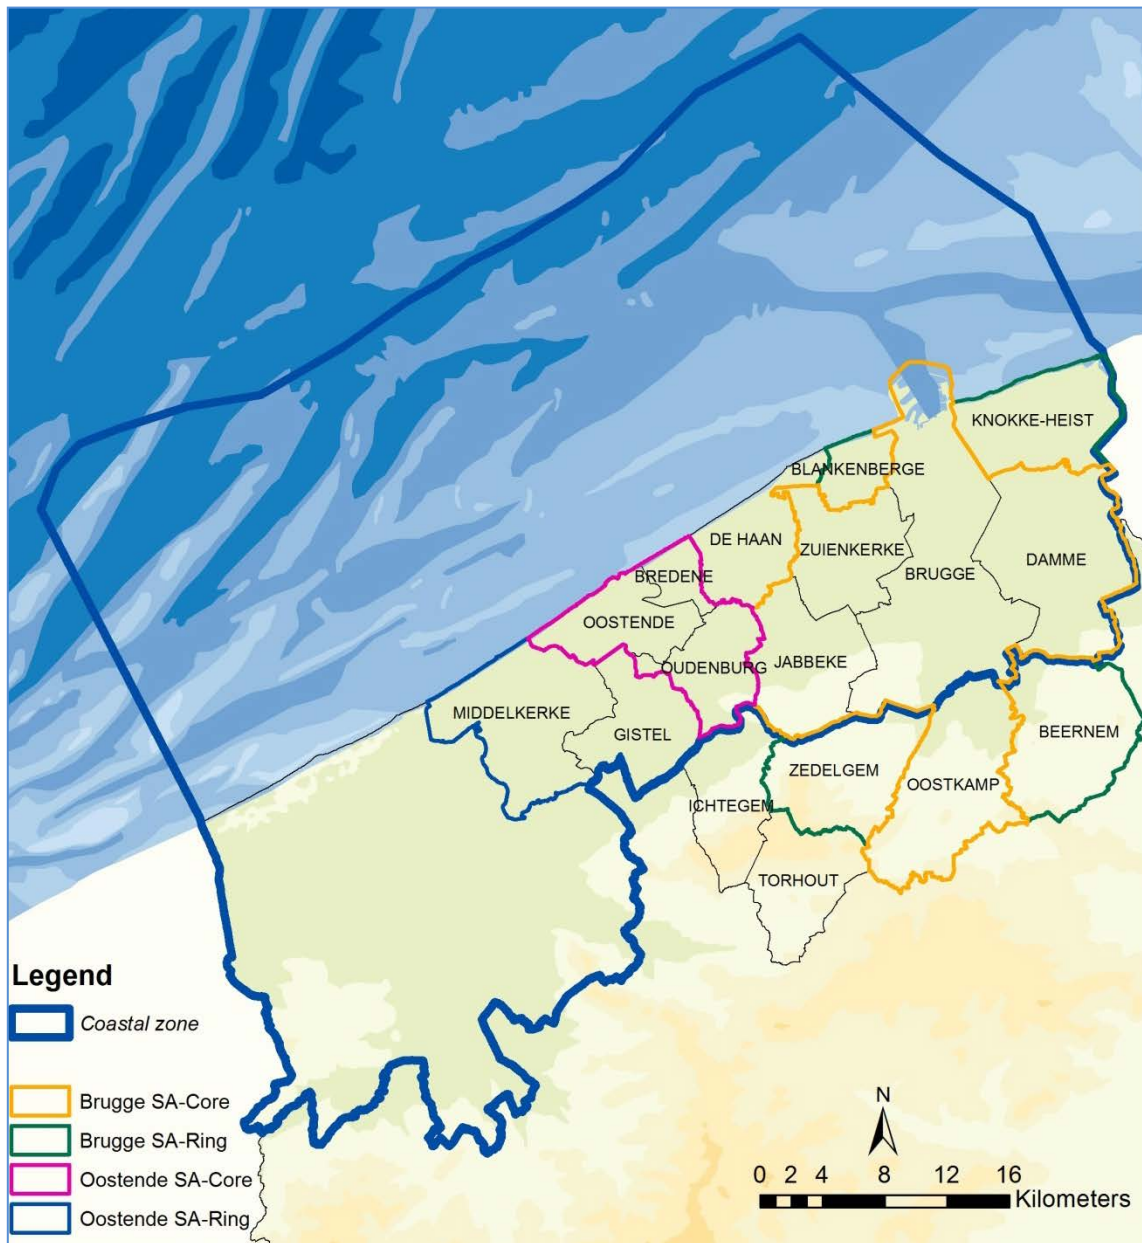 KNOKKE-HEIST
BLANKENBERGE
DE HAAN
ZUIENKERKE
BRUGGE
DAMME
BREDENE
OOSTENDE
OUDENBURG
JABBEKE
MIDDELKERKE
GISTEL
BEERNEM
ZEDELGEM
OOSTKAMP
ICHTEGEM
TORHOUT
Legend
Coastal zone
Brugge SA-Core
Brugge SA-Ring
Oostende SA-Core
Oostende SA-Ring
N
0 2 4 8 12 16
Kilometers